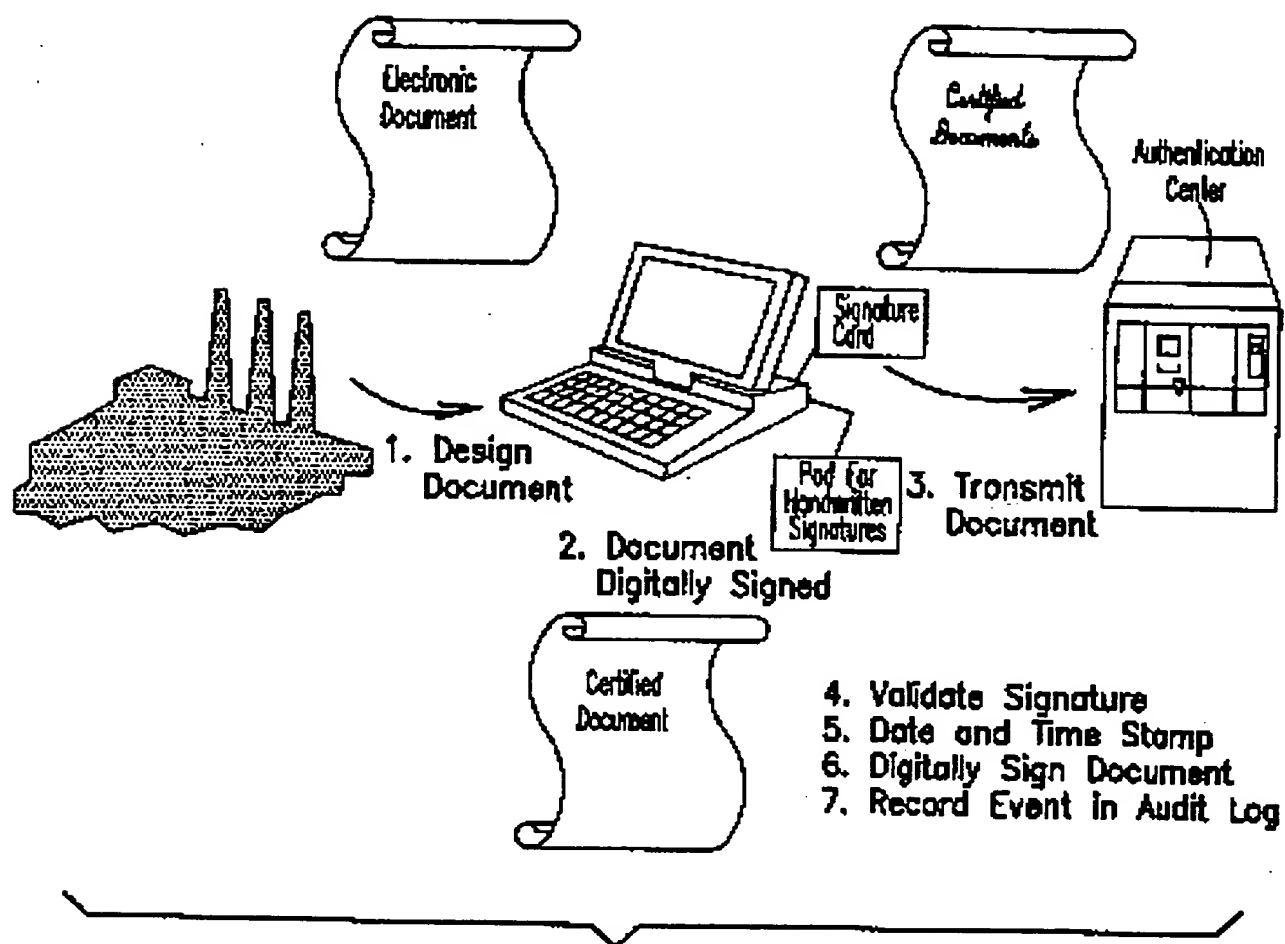 Electronic
Document
Certified
Documents
Authentication
Center
Signature
Card
1. Design
Document
Pad For
Handwritten
Signatures
3. Transmit
Document
2. Document
Digitally Signed
Certified
Document
4. Validate Signature
5. Date and Time Stamp
6. Digitally Sign Document
7. Record Event in Audit Log